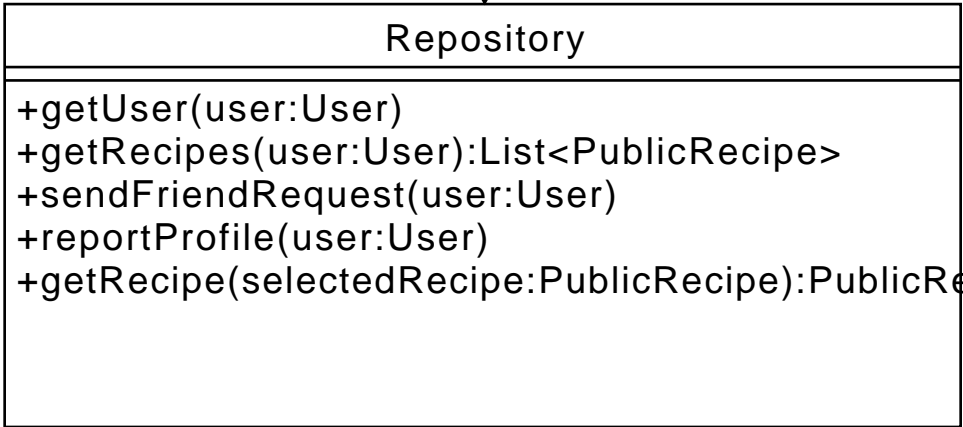 Repository
+getUser(user:User)
+getRecipes(user:User):List<PublicRecipe>
+sendFriendRequest(user:User)
+reportProfile(user:User)
+getRecipe(selectedRecipe:PublicRecipe):PublicRe